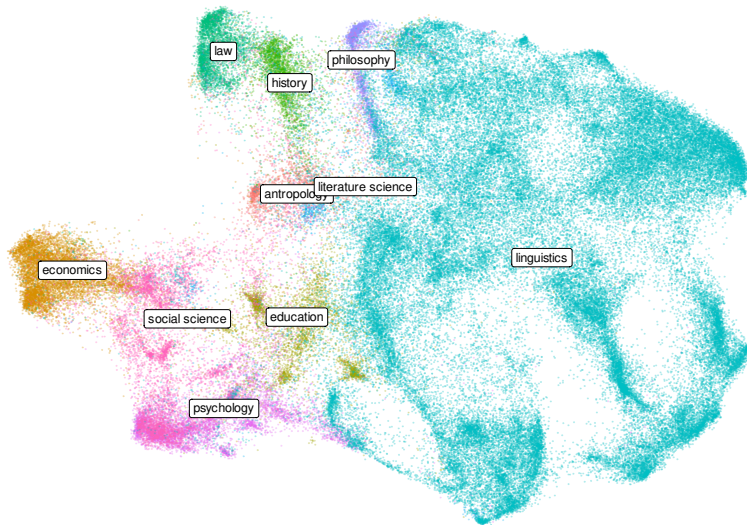 law
philosophy
history
antropology
literature science
linguistics
economics
social science
education
psychology